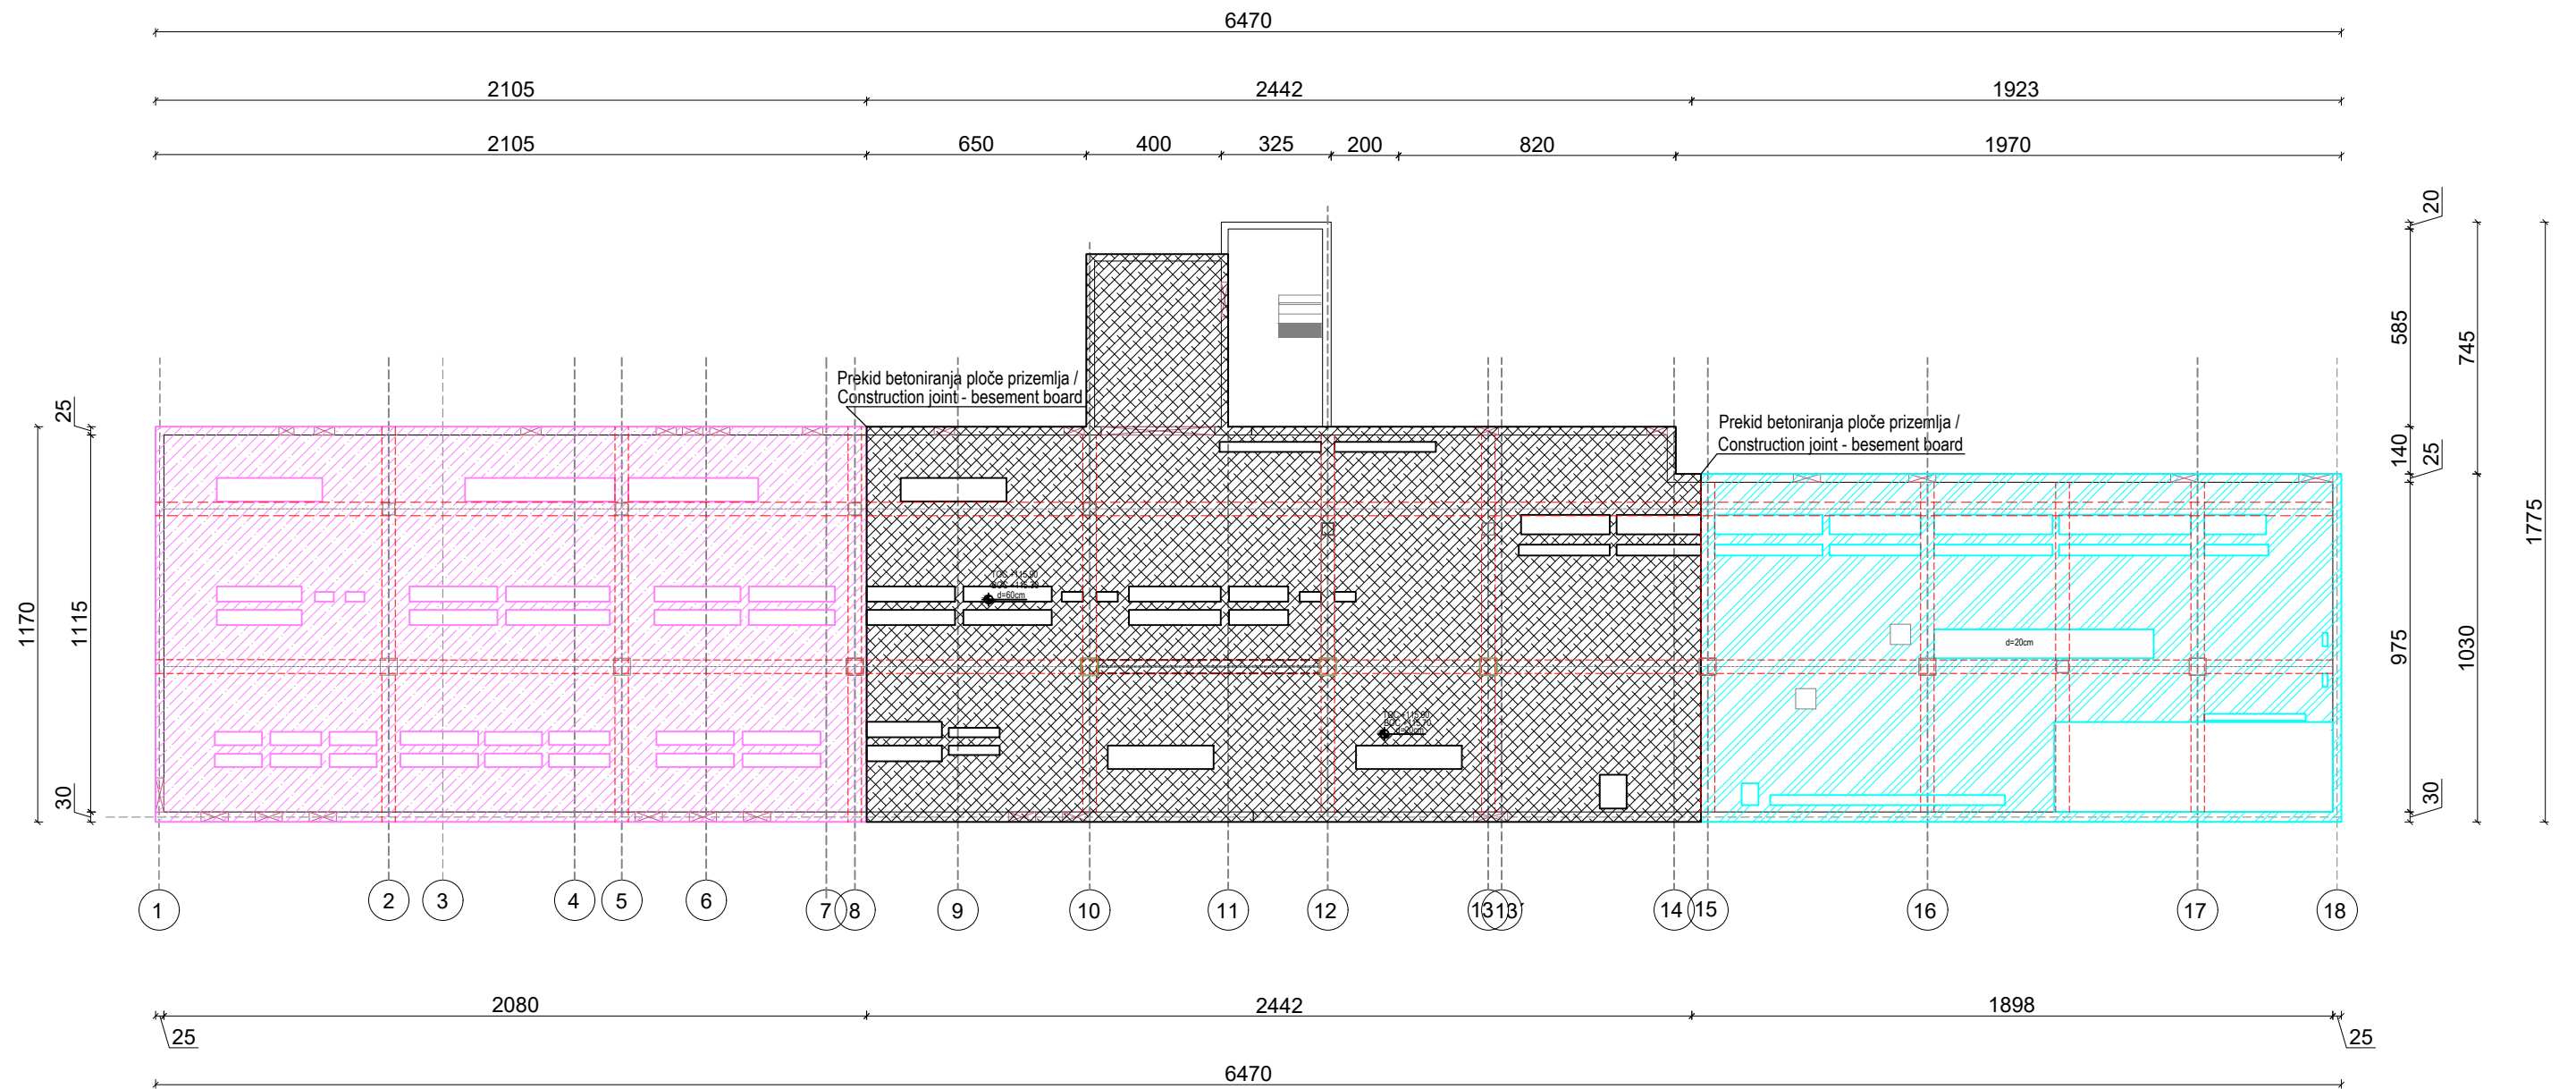 6470
2105 2442 1923
2105 650 400 325 200 820 1970
20
585
745
1775
140
25
975
1030
30
25
1170
1115
30
Prekid betoniranja ploče prizemlja /
Construction joint - besement board
Prekid betoniranja ploče prizemlja /
Construction joint - besement board
d=60cm
d=20cm
d=20cm
1 2 3 4 5 6 7 8 9 10 11 12 13 13' 14 15 16 17 18
2080 2442 1898
25 25
6470